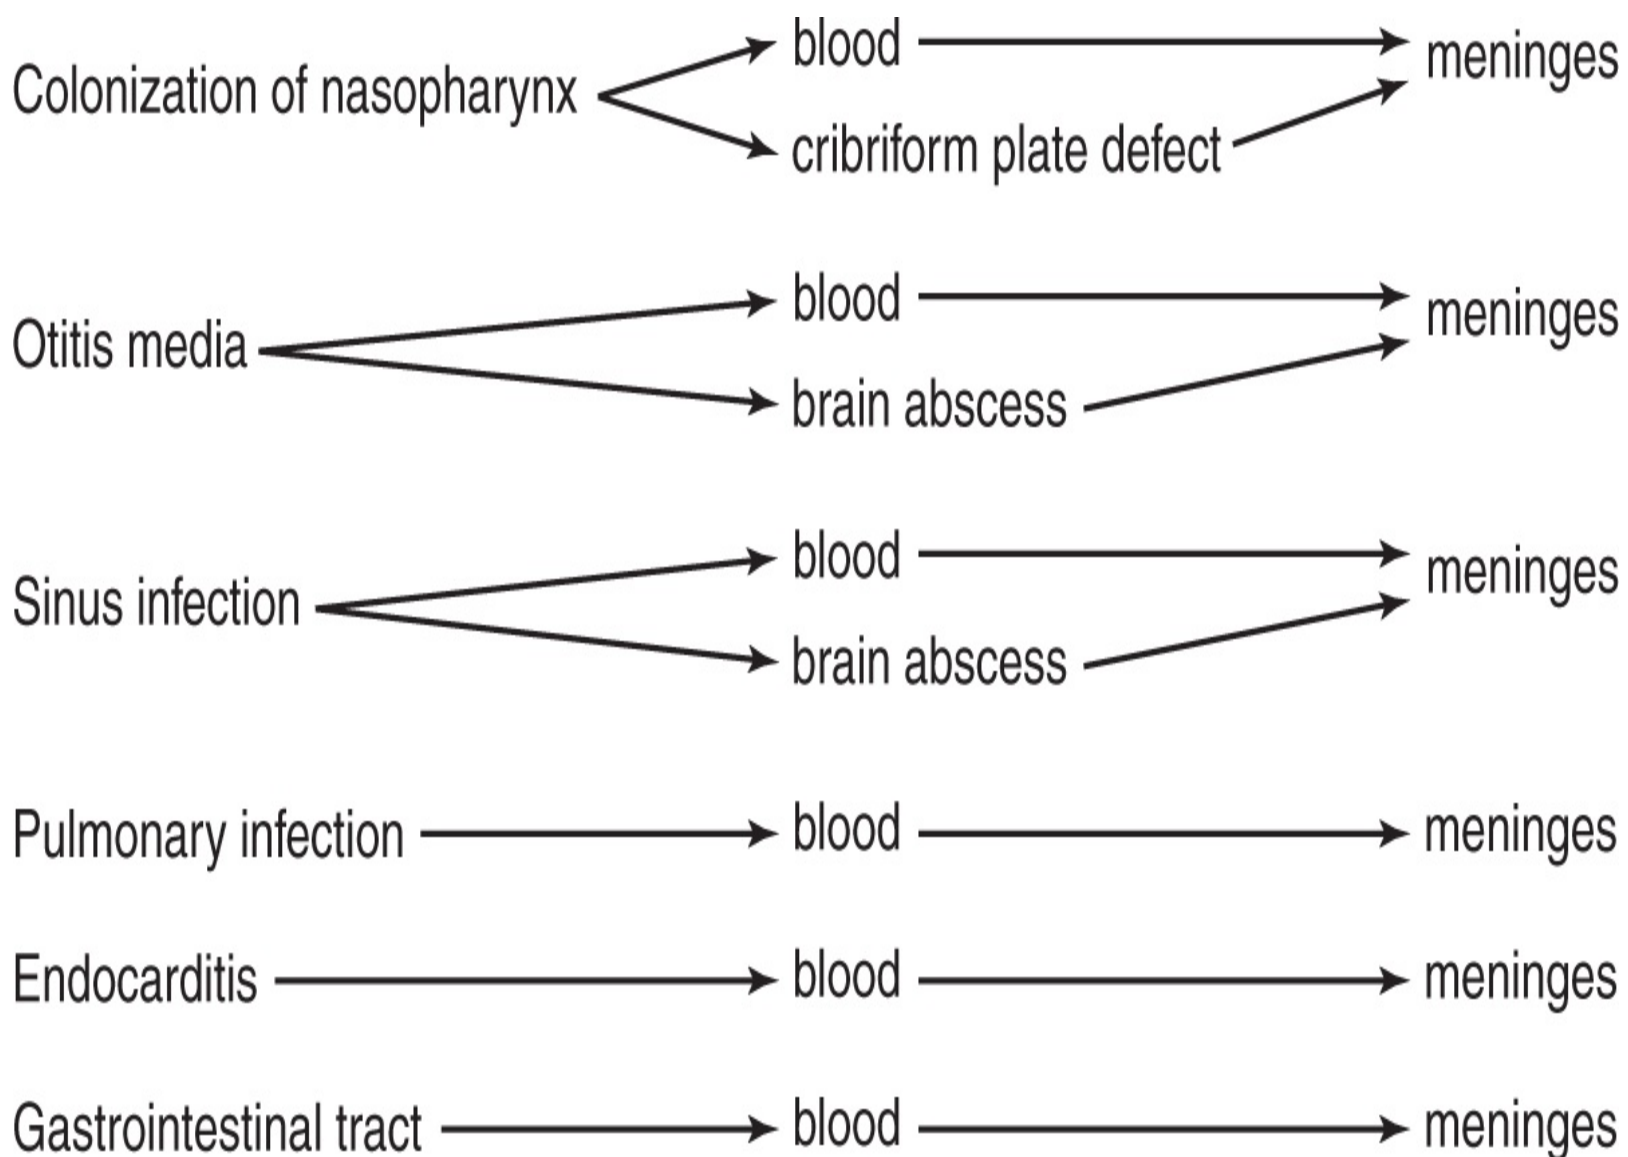 blood
meninges
Colonization of nasopharynx
cribriform plate defect
blood
meninges
Otitis media
brain abscess
blood
meninges
Sinus infection
brain abscess
Pulmonary infection blood meninges
Endocarditis blood meninges
Gastrointestinal tract blood meninges